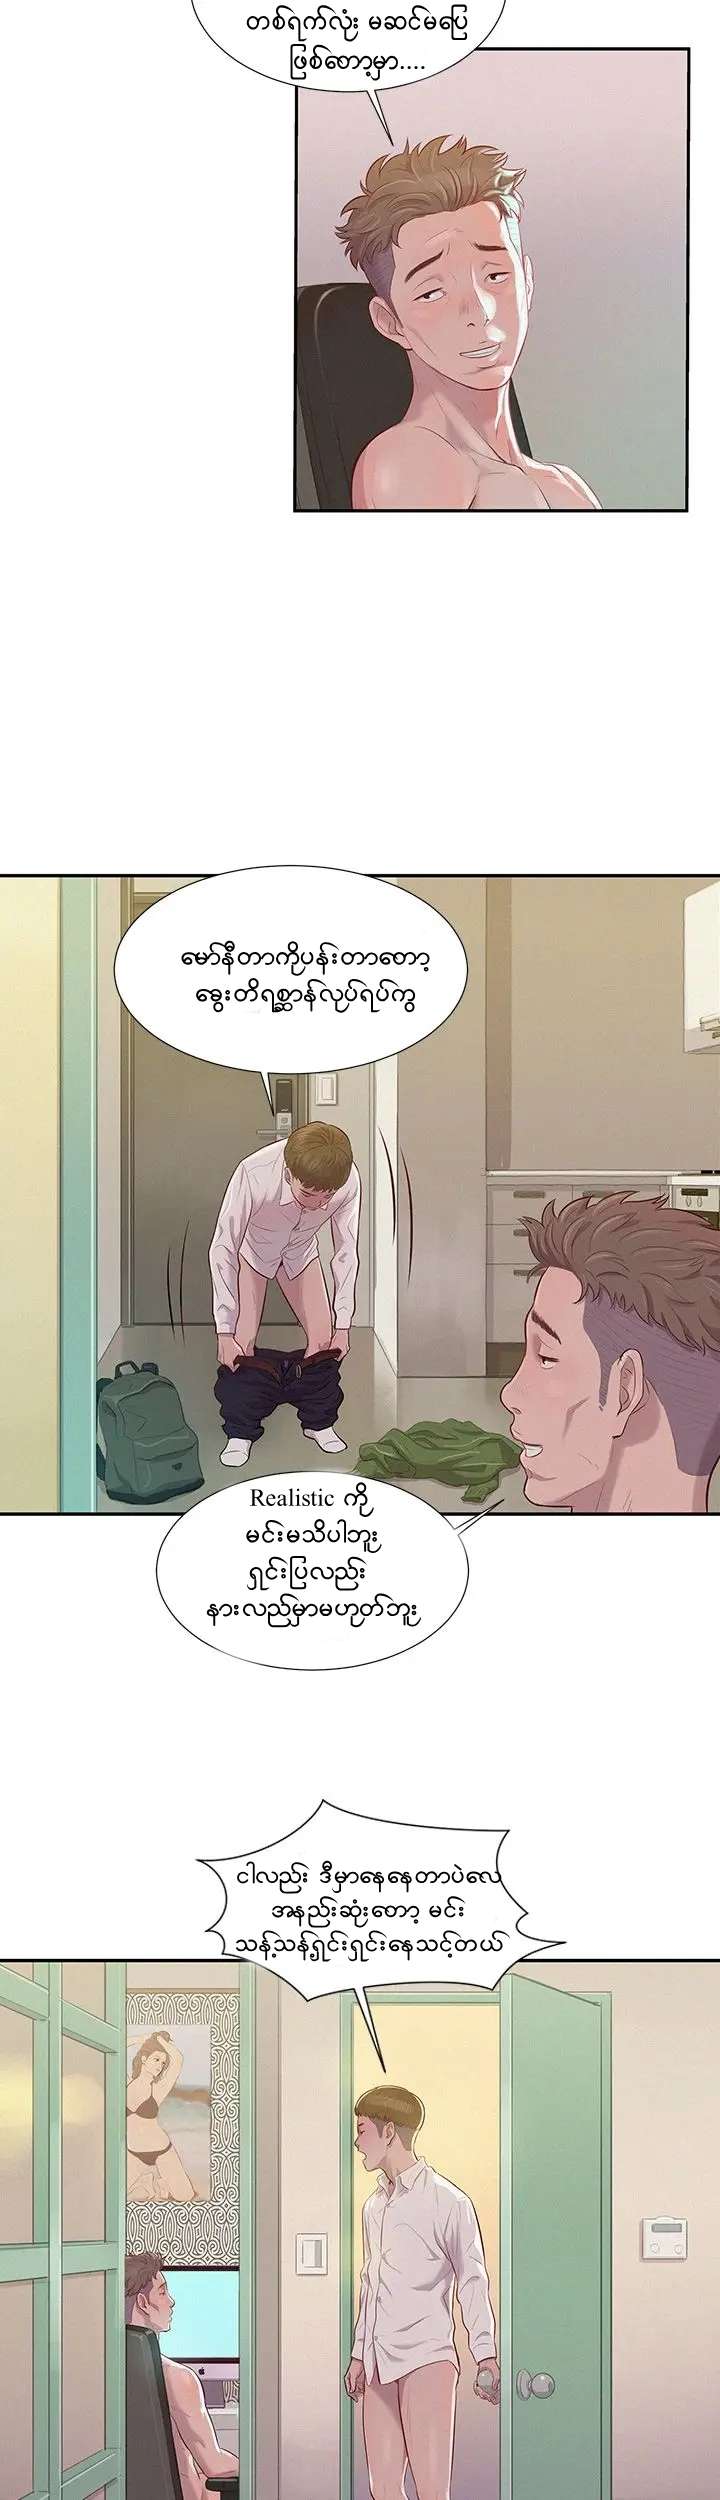 တစ်ရက်လုံး မဆင်မပြေ
ဖြစ်တော့မှာ....
မော်နီတာကိုပန်းတာတော့
ခွေးတိရစ္ဆာန်လုပ်ရပ်ကွ
Realistic ကို
မင်းမသိပါဘူး
ရှင်းပြလည်း
နားလည်မှာမဟုတ်ဘူး
ငါလည်း ဒီမှာနေနေတာပဲလေ
အနည်းဆုံးတော့ မင်း
သန့်သန့်ရှင်းရှင်းနေသင့်တယ်